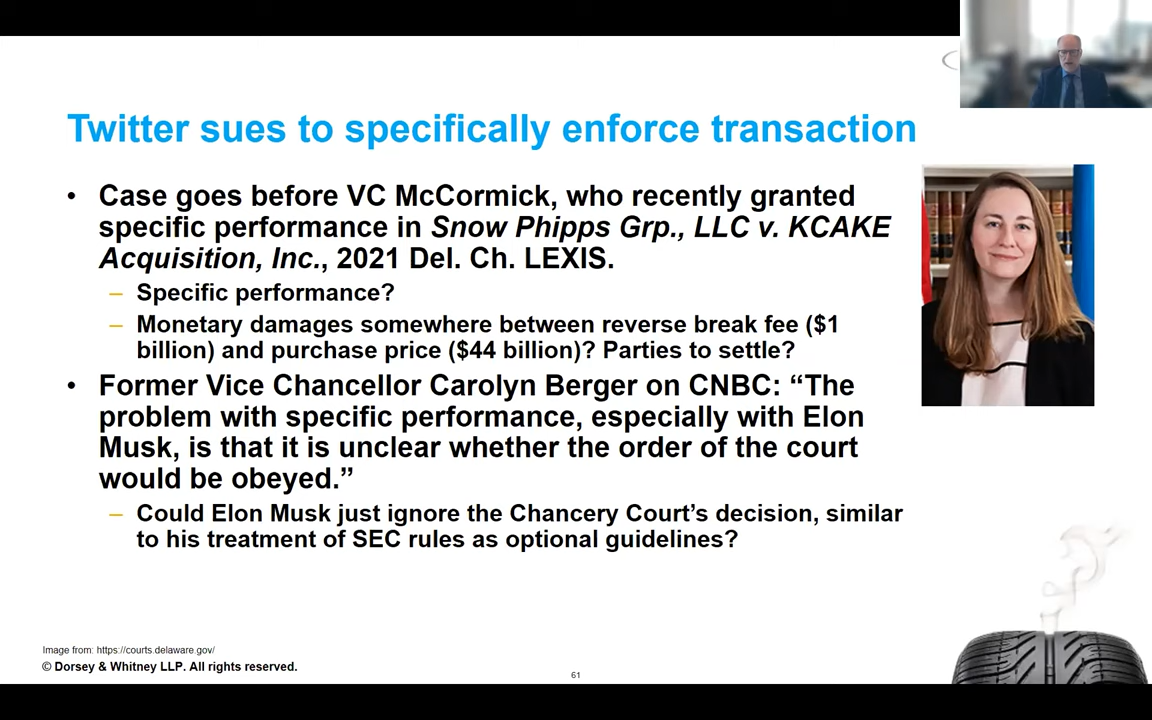 Twitter sues to specifically enforce transaction
• Case goes before VC McCormick, who recently granted
specific performance in Snow Phipps Grp., LLC v. KCAKE
Acquisition, Inc., 2021 Del. Ch. LEXIS.
– Specific performance?
– Monetary damages somewhere between reverse break fee ($1
billion) and purchase price ($44 billion)? Parties to settle?
• Former Vice Chancellor Carolyn Berger on CNBC: “The
problem with specific performance, especially with Elon
Musk, is that it is unclear whether the order of the court
would be obeyed.”
– Could Elon Musk just ignore the Chancery Court’s decision, similar
to his treatment of SEC rules as optional guidelines?
Image from: https://courts.delaware.gov/
© Dorsey & Whitney LLP. All rights reserved.
61